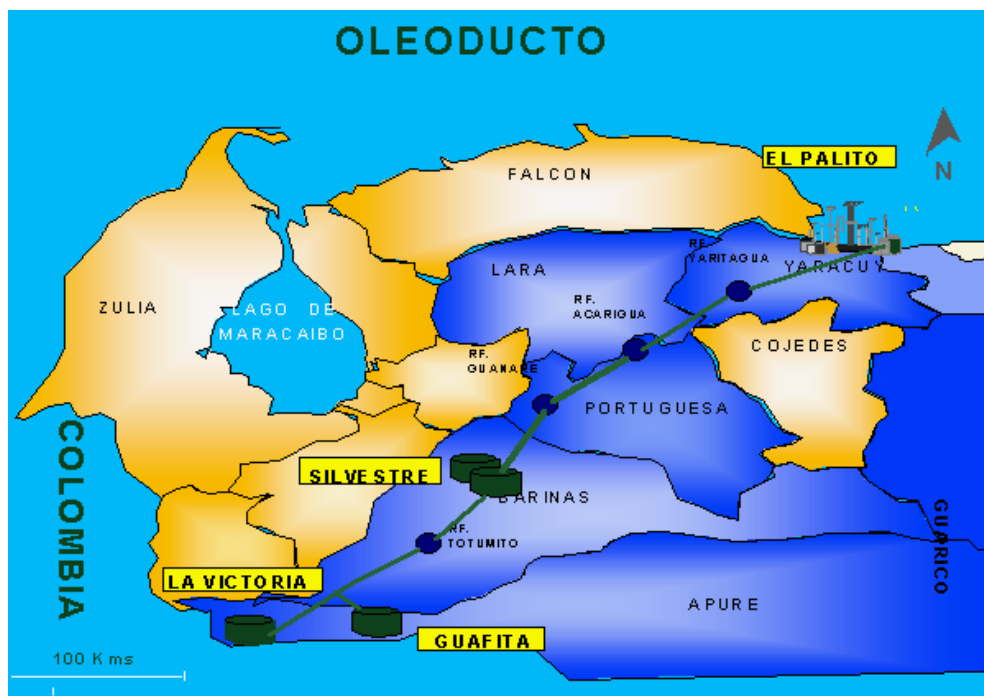 OLEODUCTO
EL PALITO
N
FALCON
RF.
YARITAGUA
YARACUY
LARA
ZULIA
LAGO DE
MARACAIBO
RF.
ACARIGUA
COJEDES
RF.
GUANARE
PORTUGUESA
COLOMBIA
SILVESTRE
BARINAS
GUARICO
RF.
TOTUMITO
LA VICTORIA
APURE
GUAFITA
100 Kms